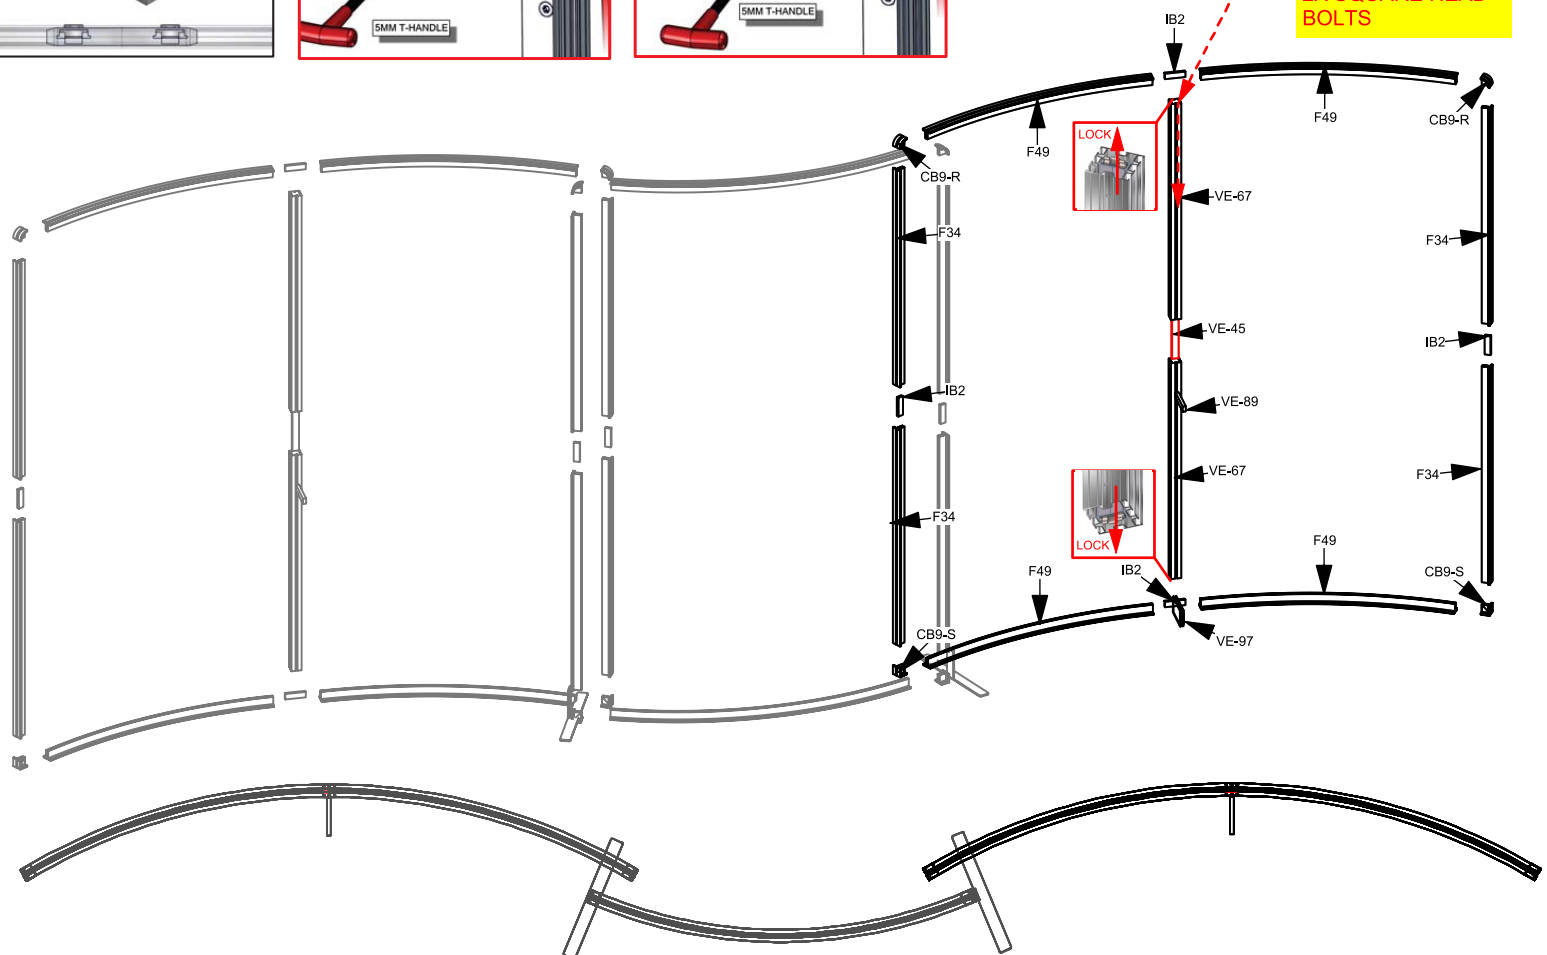 5MM T-HANDLE
5MM T-HANDLE
BOLTS
IB2
F49
F49
CB9-R
LOCK
CB9-R
VE-67
F34
F34
VE-45
IB2
IB2
VE-89
VE-67
F34
F34
LOCK
F49
IB2
F49
CB9-S
CB9-S
VE-97